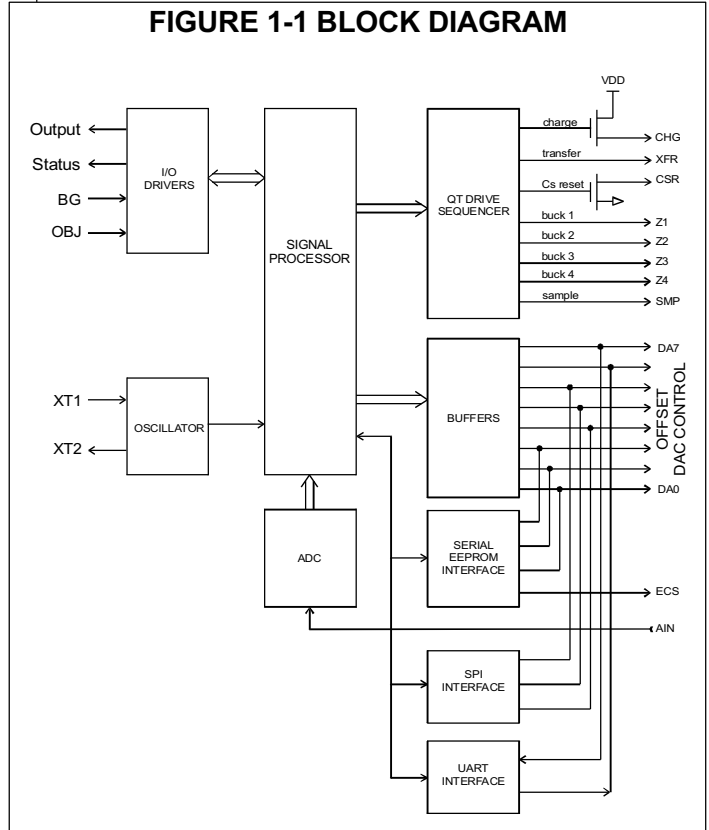 FIGURE 1-1 BLOCK DIAGRAM
VDD
Output
Status
BG
OBJ
I/O
DRIVERS
SIGNAL
PROCESSOR
QT DRIVE
SEQUENCER
charge
CHG
transfer
XFR
Cs reset
CSR
buck 1
Z1
buck 2
Z2
buck 3
Z3
buck 4
Z4
sample
SMP
XT1
XT2
OSCILLATOR
BUFFERS
DA7
OFFSET
DAC CONTROL
DA0
ADC
SERIAL
EEPROM
INTERFACE
ECS
AIN
SPI
INTERFACE
UART
INTERFACE